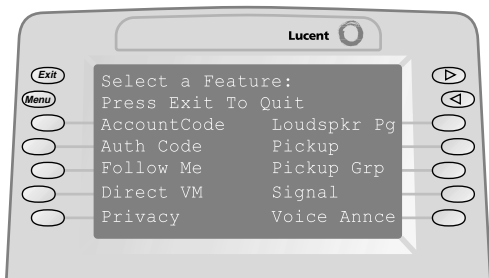 Lucent
Exit
Menu
Select a Feature:
Press Exit To Quit
AccountCode Loudspkr Pg
Auth Code Pickup
Follow Me Pickup Grp
Direct VM Signal
Privacy Voice Annce